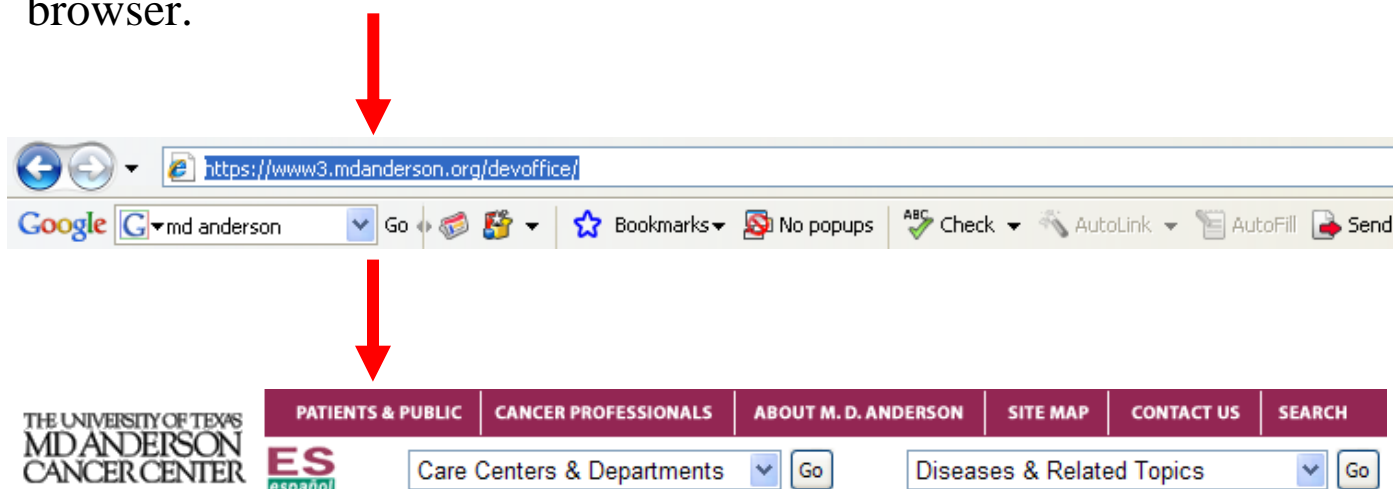 browser.
https://www3.mdanderson.org/devoffice/
Google G md anderson Go Bookmarks No popups ABC Check AutoLink AutoFill Send
PATIENTS & PUBLIC CANCER PROFESSIONALS ABOUT M. D. ANDERSON SITE MAP CONTACT US SEARCH
THE UNIVERSITY OF TEXAS
MD ANDERSON
CANCER CENTER
ES
español
Care Centers & Departments Go Diseases & Related Topics Go